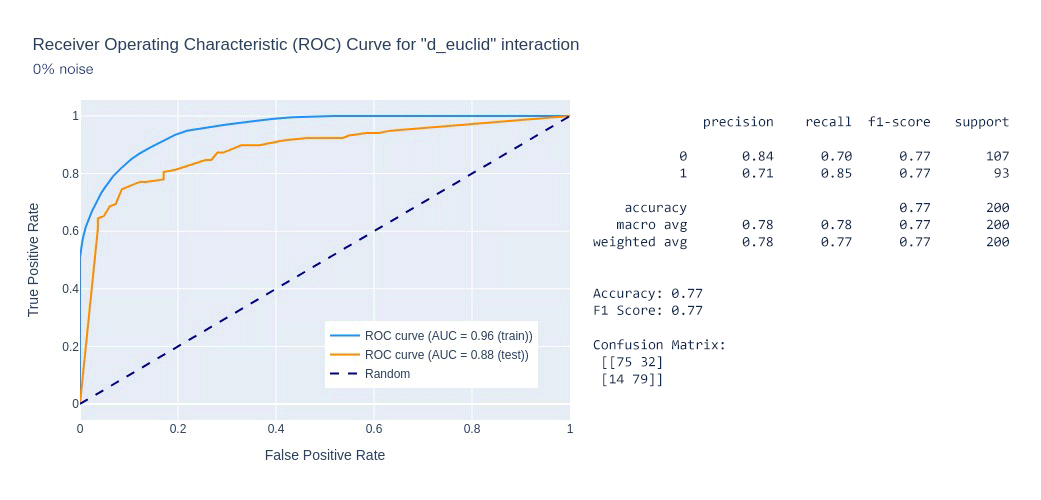 Receiver Operating Characteristic (ROC) Curve for "d_euclid" interaction
0% noise
True Positive Rate
1
0.8
0.6
0.4
0.2
0
0 0.2 0.4 0.6 0.8 1
False Positive Rate
ROC curve (AUC = 0.96 (train))
ROC curve (AUC = 0.88 (test))
Random
precision recall f1-score support
0 0.84 0.70 0.77 107
1 0.71 0.85 0.77 93
accuracy 0.77 200
macro avg 0.78 0.78 0.77 200
weighted avg 0.78 0.77 0.77 200
Accuracy: 0.77
F1 Score: 0.77
Confusion Matrix:
[[75 32]
[14 79]]